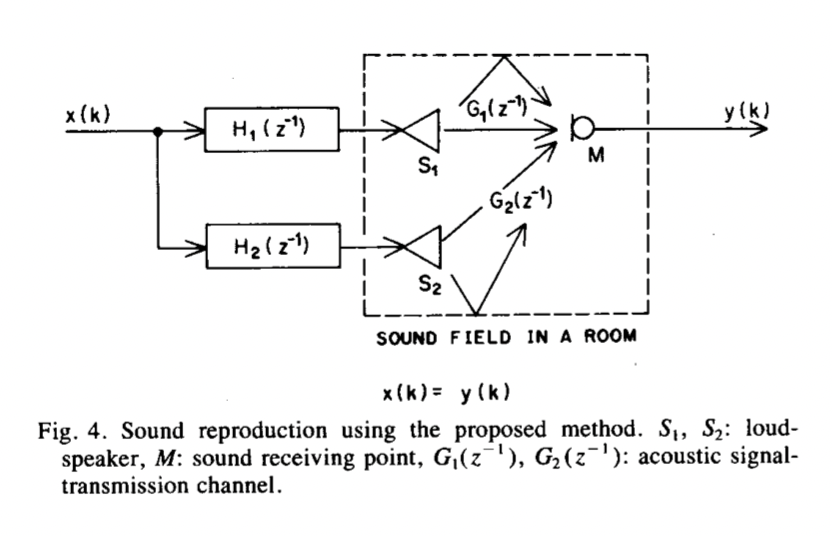 x(k)
H₁(z⁻¹)
S₁
G₁(z⁻¹)
M
y(k)
H₂(z⁻¹)
S₂
G₂(z⁻¹)
SOUND FIELD IN A ROOM
x(k)= y(k)
Fig. 4. Sound reproduction using the proposed method. S₁, S₂: loud-
speaker, M: sound receiving point, G₁(z⁻¹), G₂(z⁻¹): acoustic signal-
transmission channel.